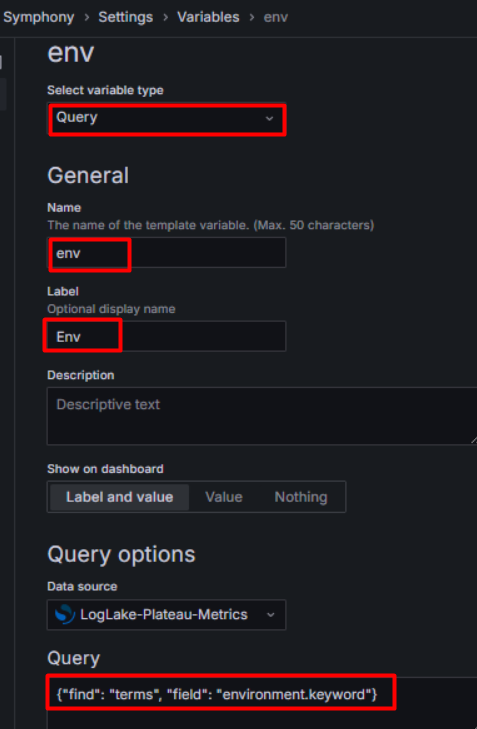 Symphony > Settings > Variables > env
env
Select variable type
Query
General
Name
The name of the template variable. (Max. 50 characters)
env
Label
Optional display name
Env
Description
Descriptive text
Show on dashboard
Label and value Value Nothing
Query options
Data source
LogLake-Plateau-Metrics
Query
{"find": "terms", "field": "environment.keyword"}